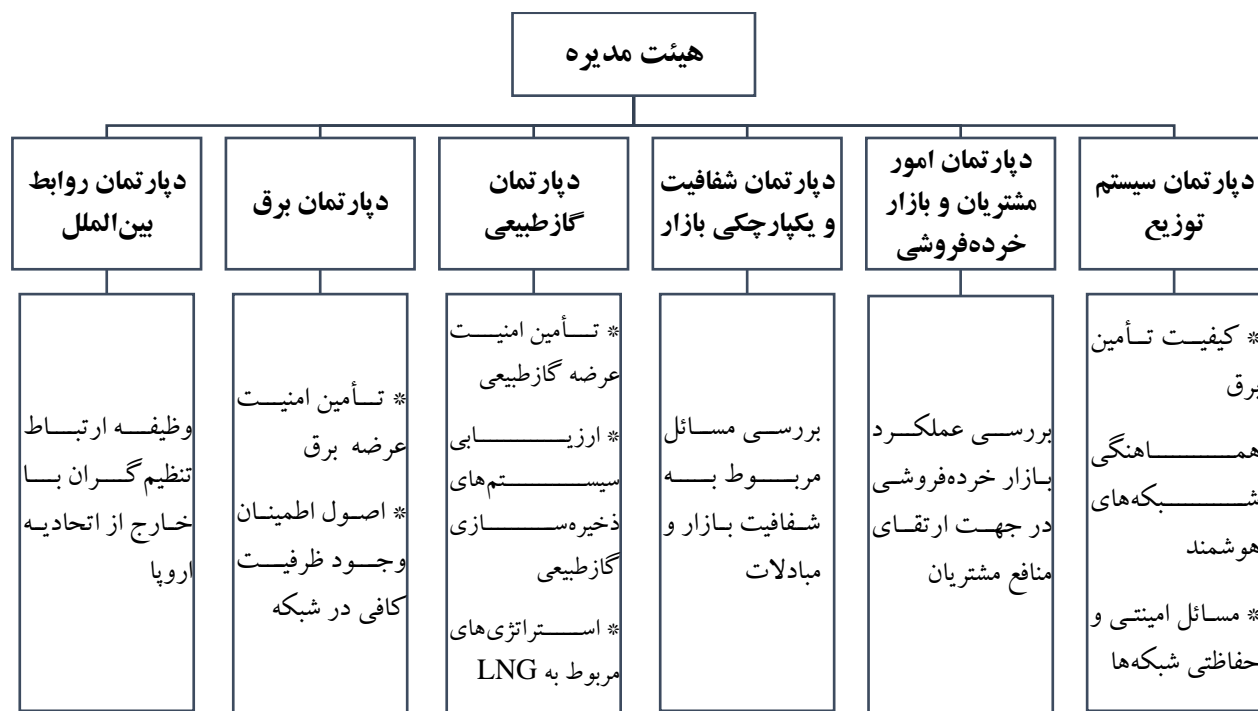 هیئت مدیره
دپارتمان سیستم
توزیع
دپارتمان امور
مشتریان و بازار
خرده‌فروشی
دپارتمان شفافیت
و یکپارچکی بازار
دپارتمان
گازطبیعی
دپارتمان برق
دپارتمان روابط
بین‌الملل
* کیفیت تأمین
برق
هماهنگی
شبکه‌های
هوشمند
* مسائل امینتی و
حفاظتی شبکه‌ها
بررسی عملکرد
بازار خرده‌فروشی
در جهت ارتقای
منافع مشتریان
بررسی مسائل
مربوط به
شفافیت بازار و
مبادلات
* تأمین امنیت
عرضه گازطبیعی
* ارزیابی
سیستم‌های
ذخیره‌سازی
گازطبیعی
* استراتژی‌های
مربوط به LNG
* تأمین امنیت
عرضه برق
* اصول اطمینان
وجود ظرفیت
کافی در شبکه
وظیفه ارتباط
تنظیم‌گران با
خارج از اتحادیه
اروپا